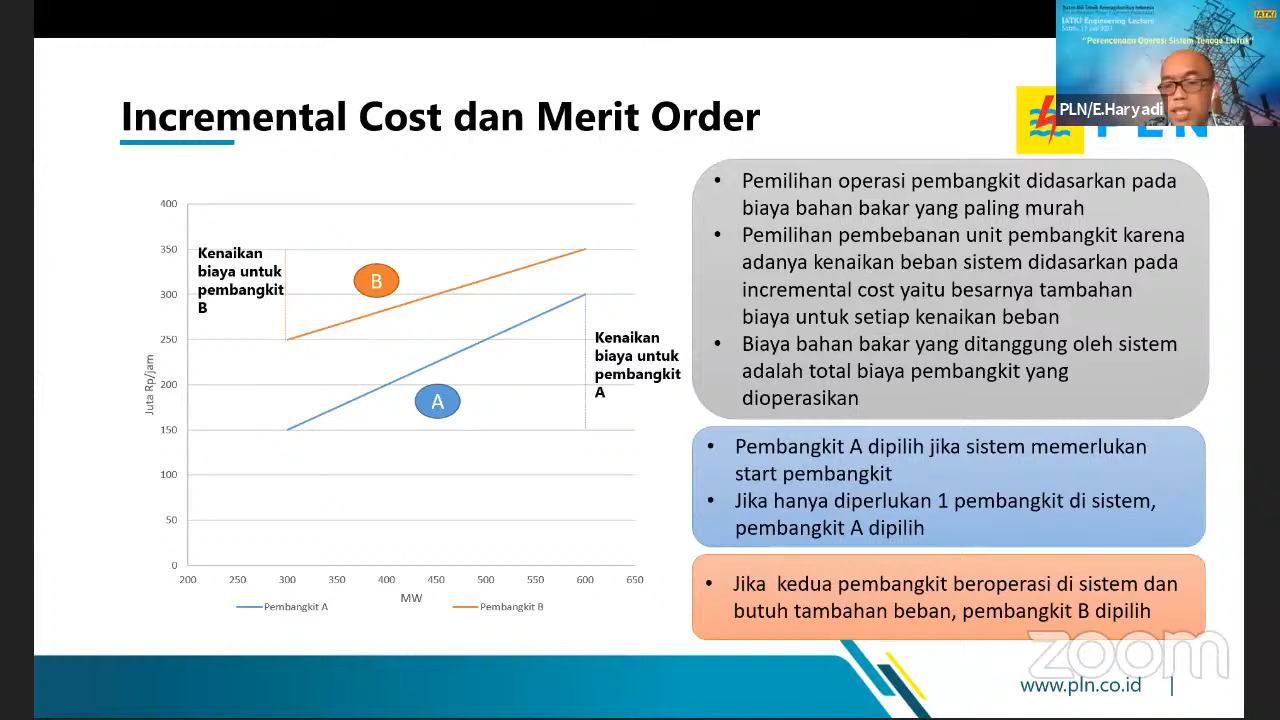 IATKI
IATKI Engineering Lecture
"Perencanaan Operasi Sistem Tenaga Listrik"
PLN/E.Haryadi
Incremental Cost dan Merit Order
400
350
300
250
200
150
100
50
0
Juta Rp/jam
Kenaikan
biaya untuk
pembangkit
B
B
A
Kenaikan
biaya untuk
pembangkit
A
200 250 300 350 400 450 500 550 600 650
MW
Pembangkit A Pembangkit B
• Pemilihan operasi pembangkit didasarkan pada
biaya bahan bakar yang paling murah
• Pemilihan pembebanan unit pembangkit karena
adanya kenaikan beban sistem didasarkan pada
incremental cost yaitu besarnya tambahan
biaya untuk setiap kenaikan beban
• Biaya bahan bakar yang ditanggung oleh sistem
adalah total biaya pembangkit yang
dioperasikan
• Pembangkit A dipilih jika sistem memerlukan
start pembangkit
• Jika hanya diperlukan 1 pembangkit di sistem,
pembangkit A dipilih
• Jika kedua pembangkit beroperasi di sistem dan
butuh tambahan beban, pembangkit B dipilih
zoom
www.pln.co.id |